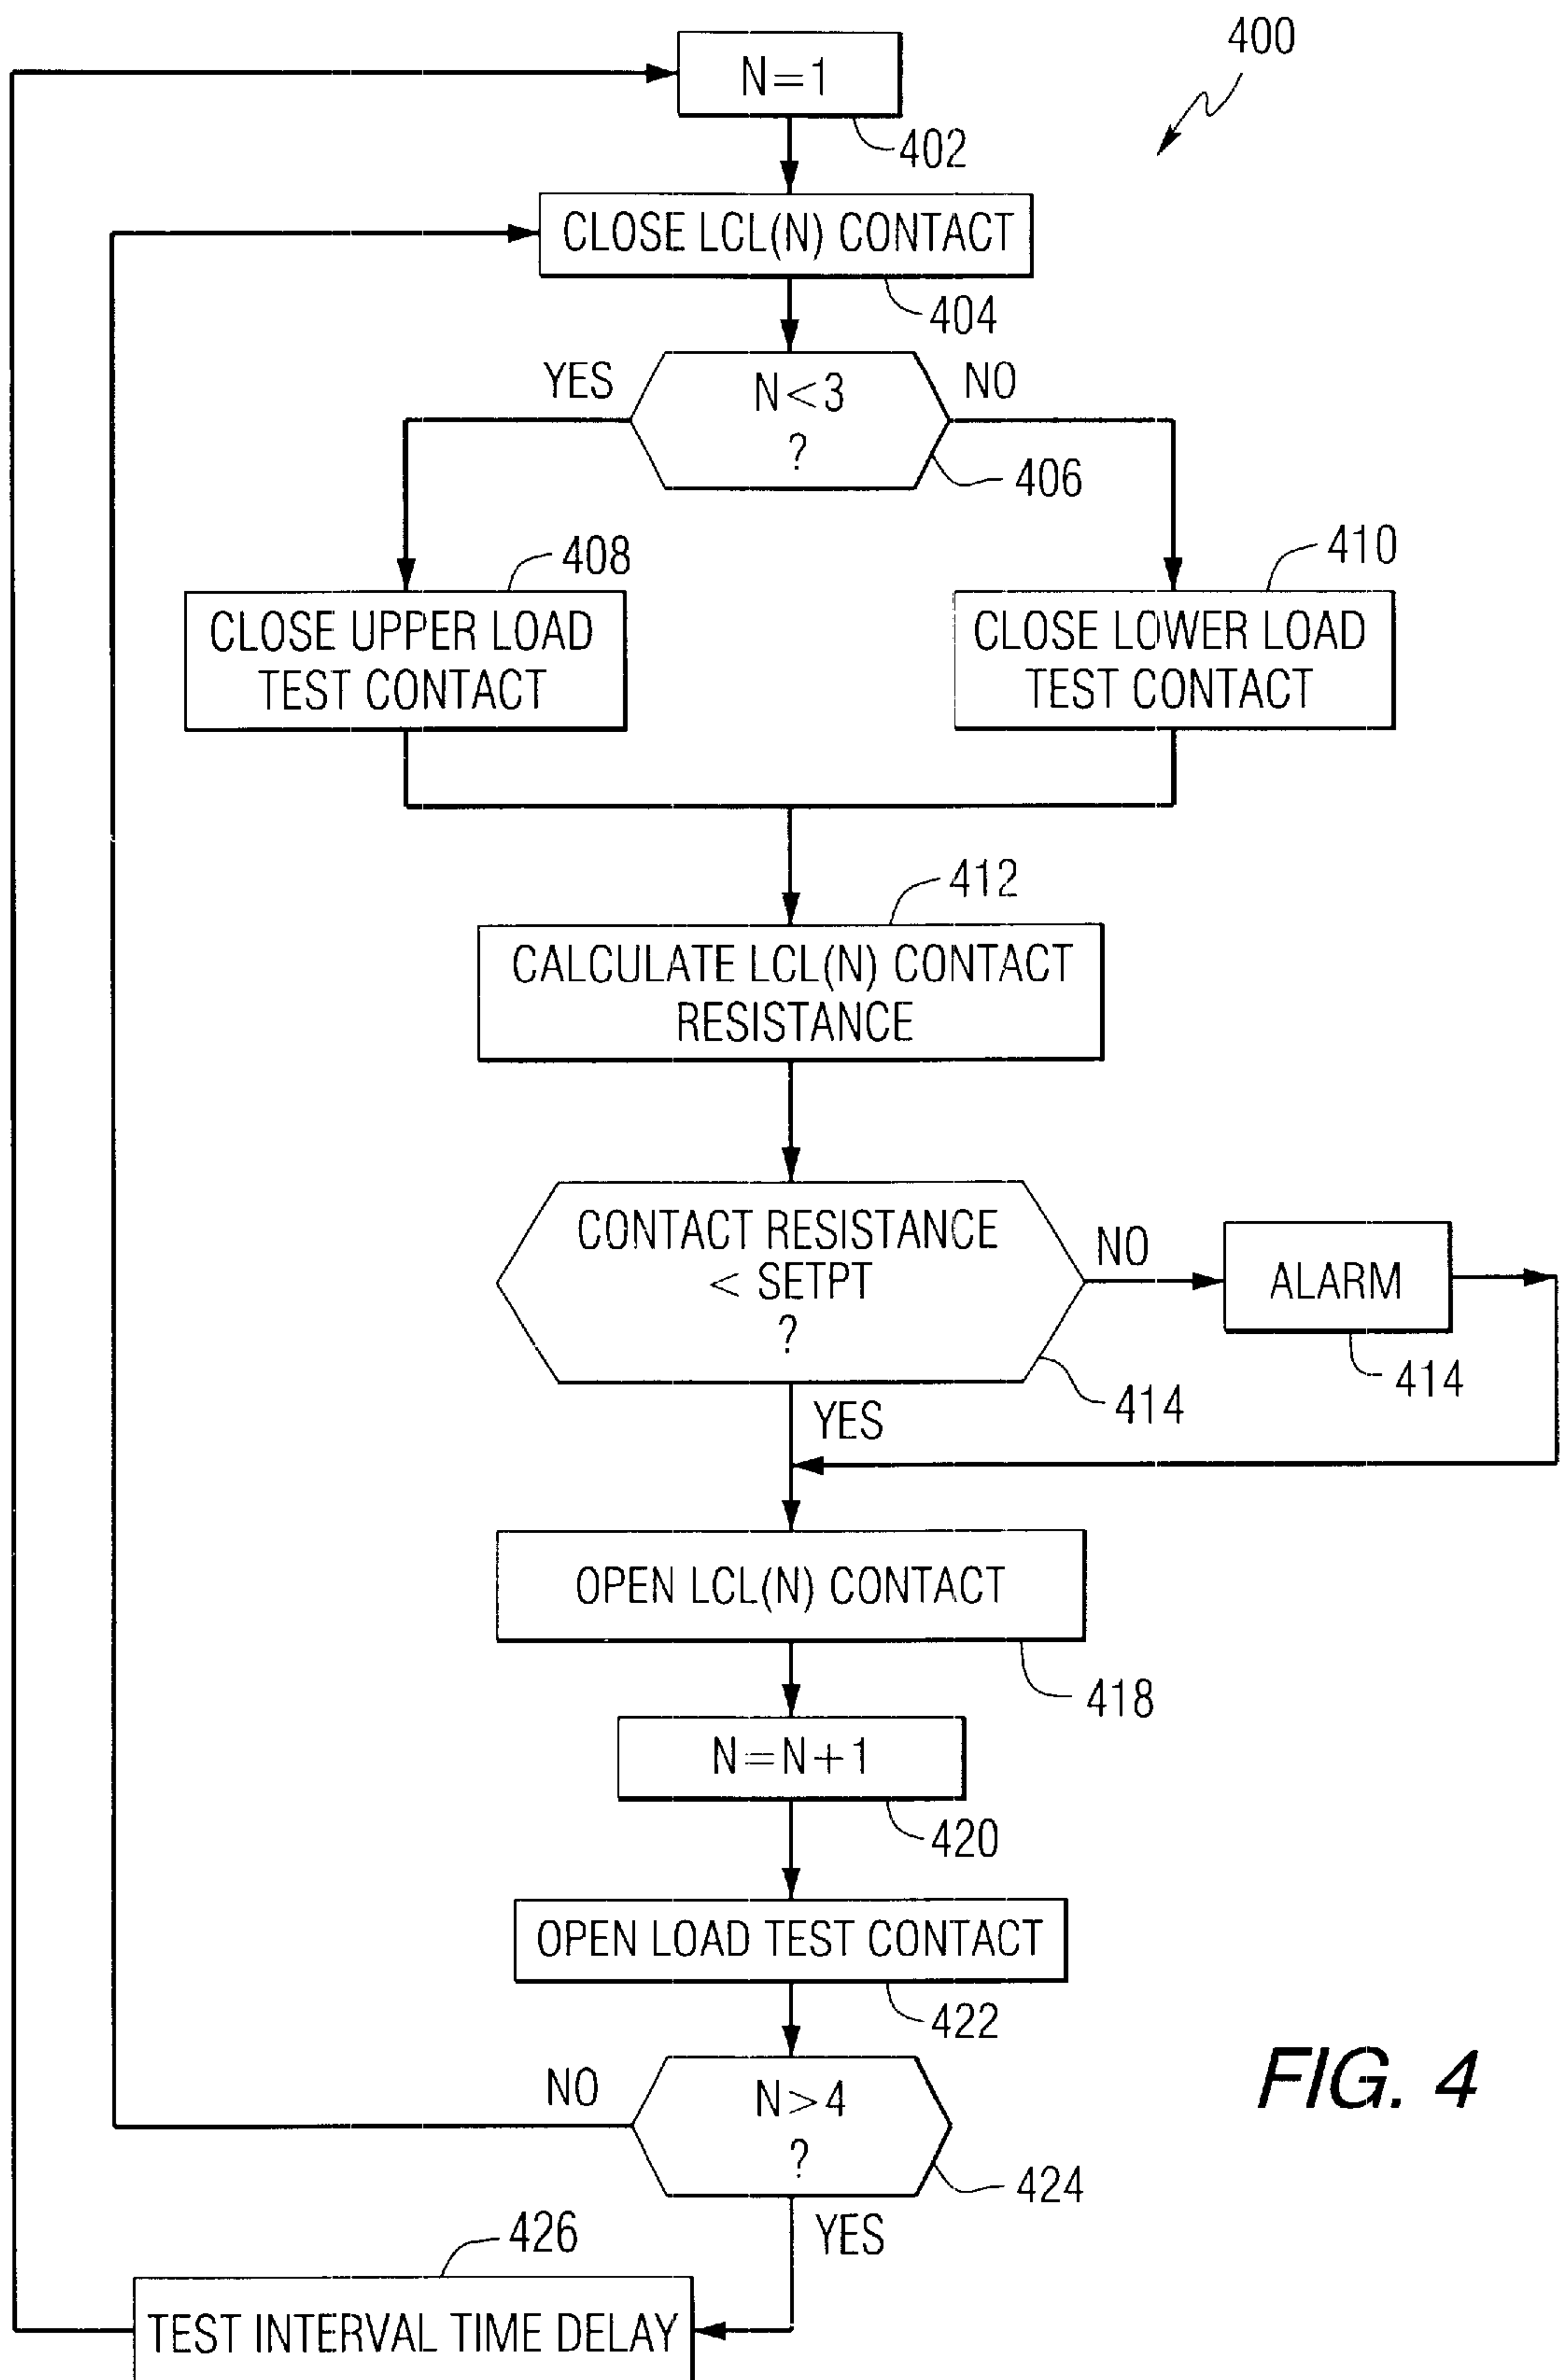 400
N=1
402
CLOSE LCL(N) CONTACT
404
YES
N<3
?
NO
406
408
CLOSE UPPER LOAD
TEST CONTACT
410
CLOSE LOWER LOAD
TEST CONTACT
412
CALCULATE LCL(N) CONTACT
RESISTANCE
CONTACT RESISTANCE
< SETPT
?
NO
ALARM
414
414
YES
OPEN LCL(N) CONTACT
418
N=N+1
420
OPEN LOAD TEST CONTACT
422
NO
N>4
?
424
YES
426
TEST INTERVAL TIME DELAY
FIG. 4